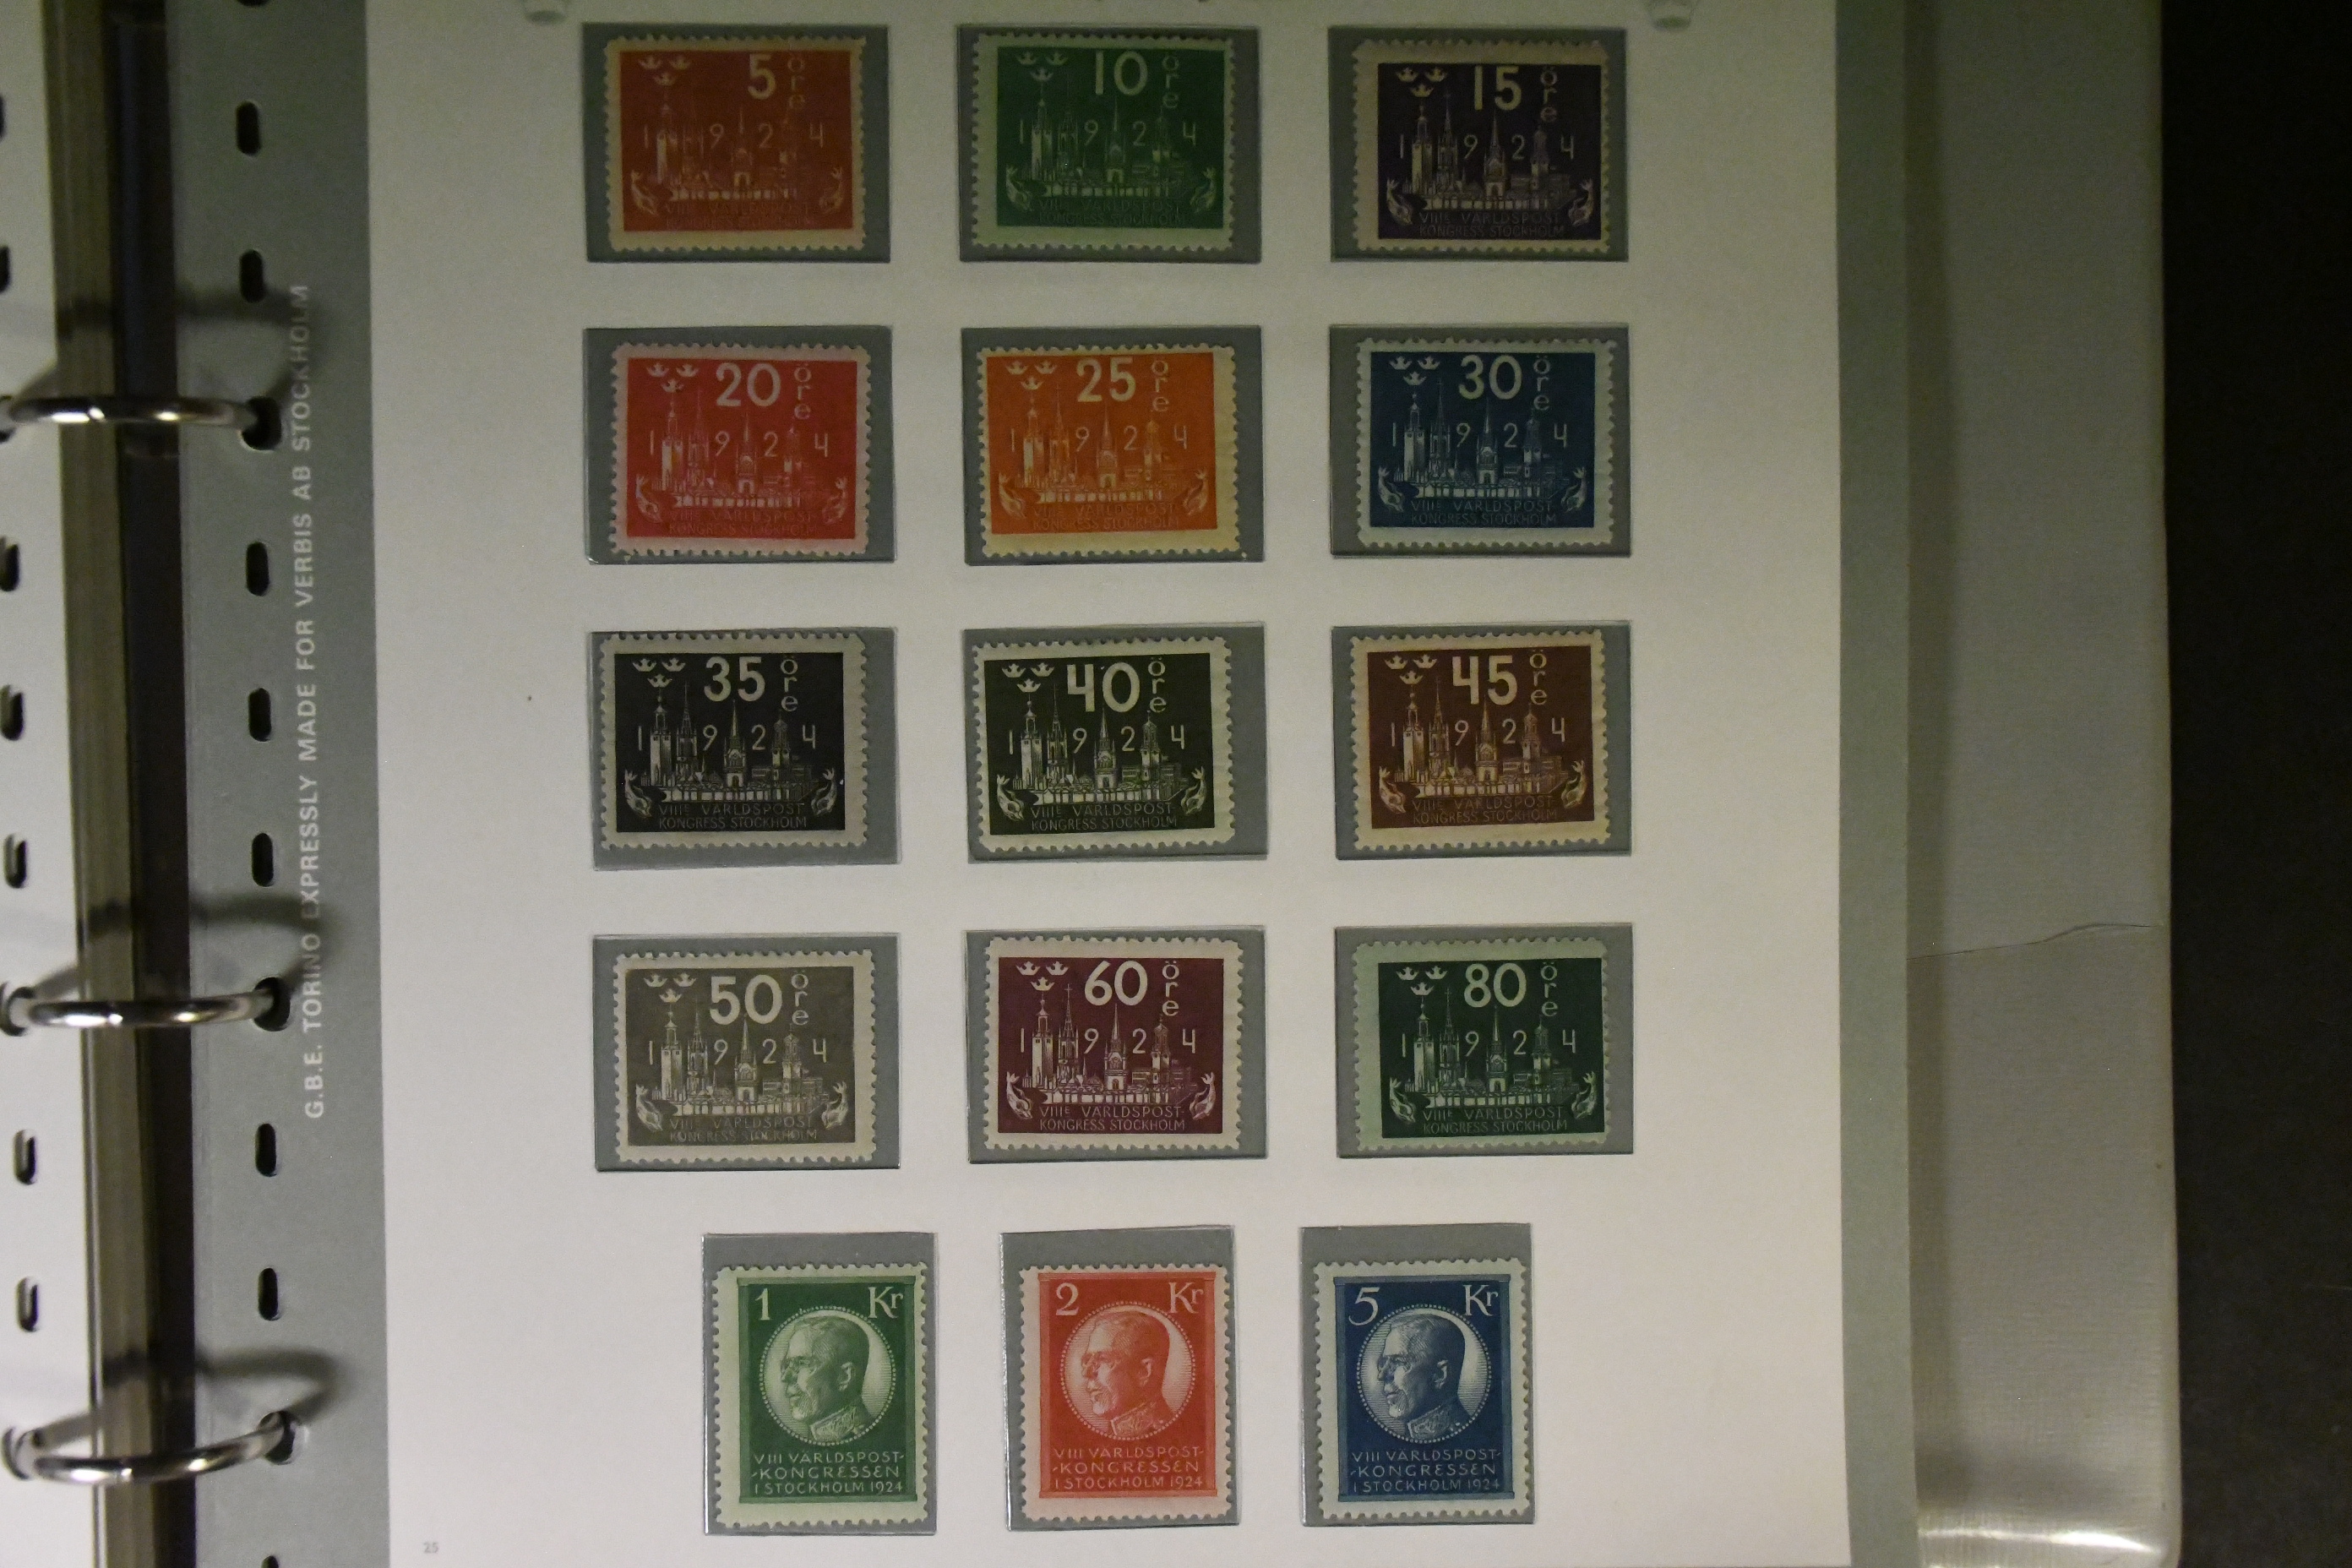 G.B.E. TORINO EXPRESSLY MADE FOR VERBIS AB STOCKHOLM
5 öre
1924
VIIIE VÄRLDSPOST
KONGRESS STOCKHOLM
10 öre
1924
VIIIE VÄRLDSPOST
KONGRESS STOCKHOLM
15 öre
1924
VIIIE VÄRLDSPOST
KONGRESS STOCKHOLM
20 öre
1924
VIIIE VÄRLDSPOST
KONGRESS STOCKHOLM
25 öre
1924
VIIIE VÄRLDSPOST
KONGRESS STOCKHOLM
30 öre
1924
VIIIE VÄRLDSPOST
KONGRESS STOCKHOLM
35 öre
1924
VIIIE VÄRLDSPOST
KONGRESS STOCKHOLM
40 öre
1924
VIIIE VÄRLDSPOST
KONGRESS STOCKHOLM
45 öre
1924
VIIIE VÄRLDSPOST
KONGRESS STOCKHOLM
50 öre
1924
VIIIE VÄRLDSPOST
KONGRESS STOCKHOLM
60 öre
1924
VIIIE VÄRLDSPOST-
KONGRESS STOCKHOLM
80 öre
1924
VIIIE VÄRLDSPOST
KONGRESS STOCKHOLM
1 Kr
VIII VÄRLDSPOST-
-KONGRESSEN
I STOCKHOLM 1924
2 Kr
VIII VÄRLDSPOST-
-KONGRESSEN
I STOCKHOLM 1924
5 Kr
VIII VÄRLDSPOST-
-KONGRESSEN
I STOCKHOLM 1924
25